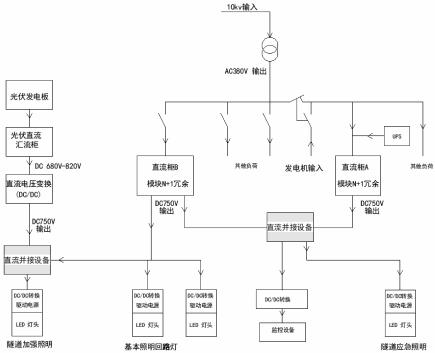 10kv输入
AC380V 输出
光伏发电板
光伏直流
汇流柜
DC 680V-820V
直流电压变换
(DC/DC)
DC750V
输出
直流并接设备
直流柜B
模块N+1冗余
其他负荷
发电机输入
直流柜A
模块N+1冗余
UPS
其他负荷
DC750V
输出
DC750V
输出
直流并接设备
DC/DC转换
驱动电源
LED 灯头
隧道加强照明
DC/DC转换
驱动电源
LED 灯头
DC/DC转换
驱动电源
LED 灯头
基本照明回路灯
DC/DC转换
监控设备
DC/DC转换
驱动电源
LED 灯头
隧道应急照明